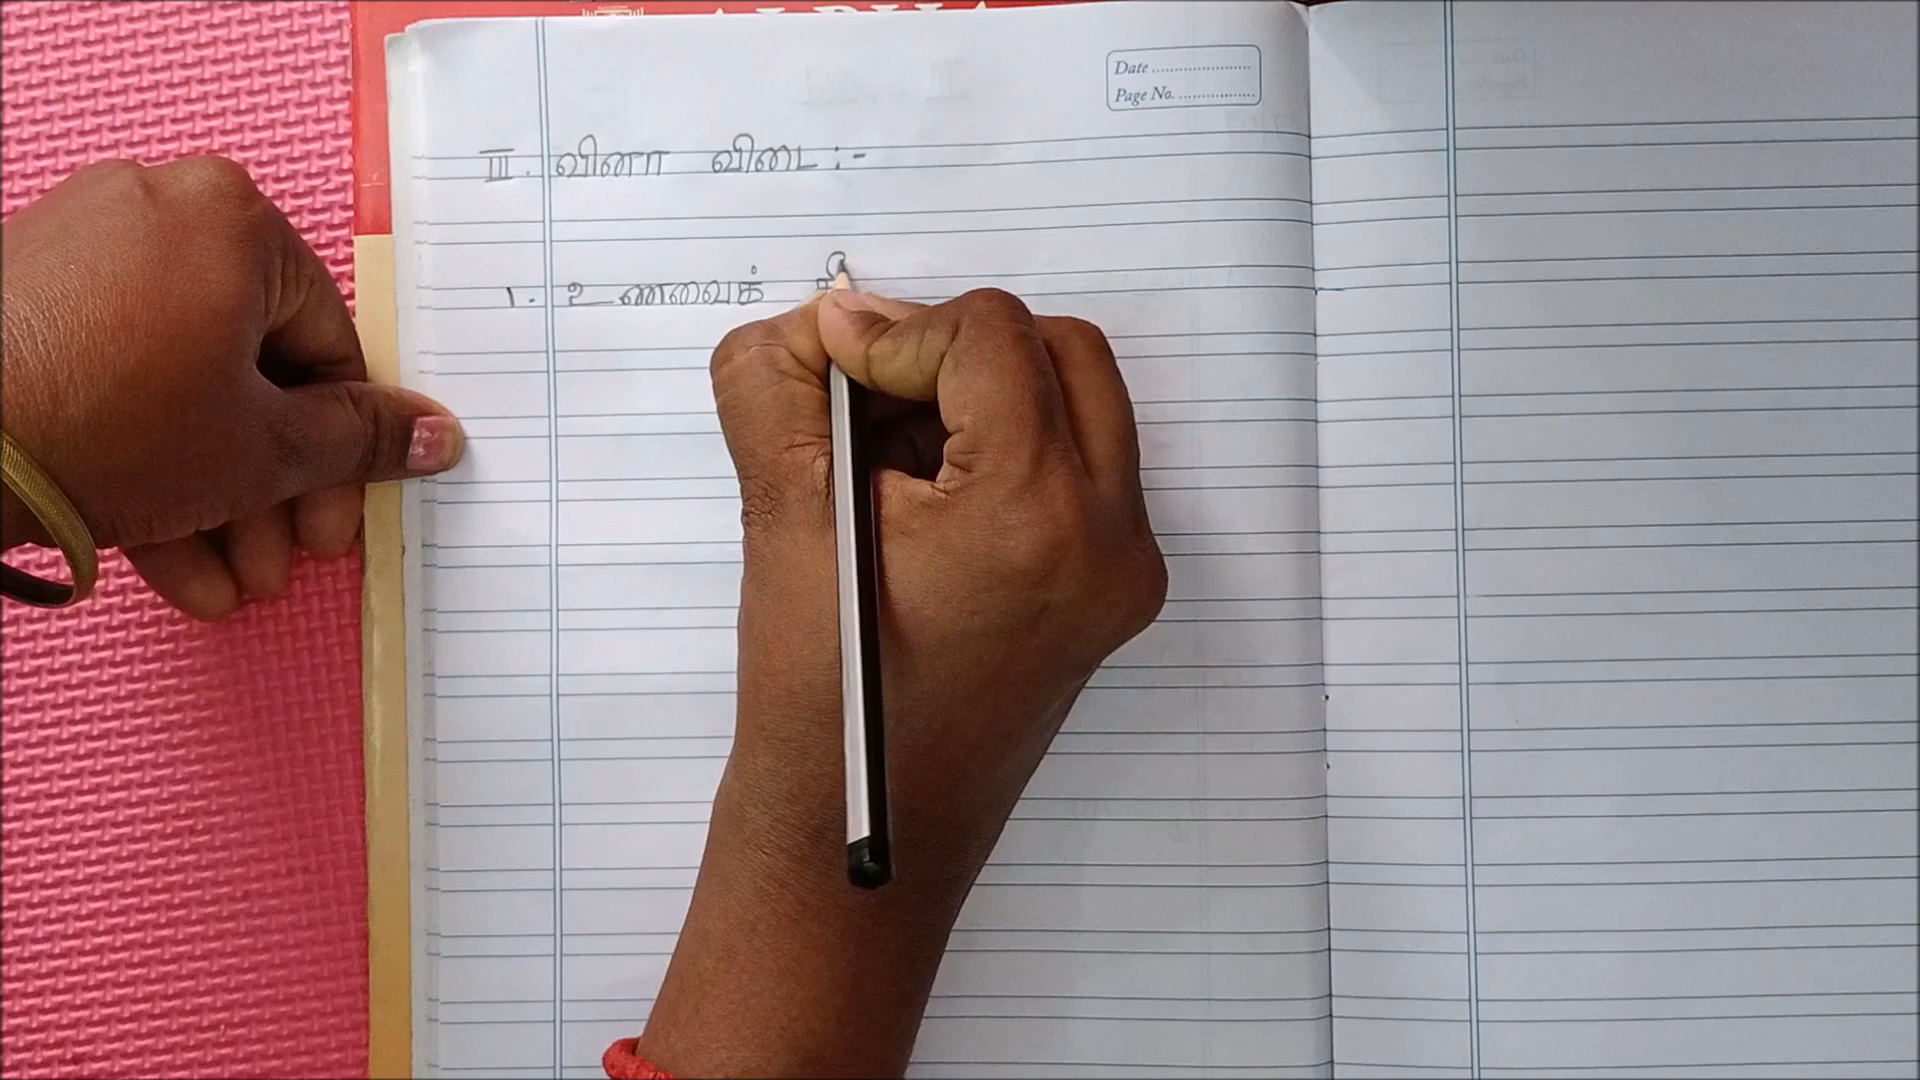 Date
Page No.
III. வினா விடை :-
1. உணவைக்